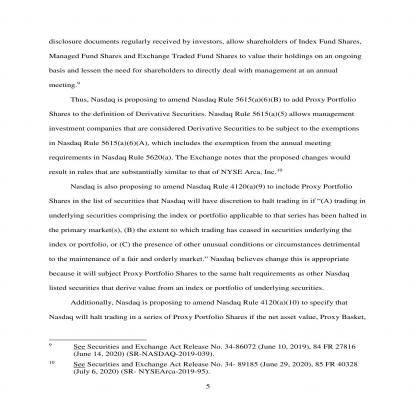 disclosure documents regularly received by investors, allow shareholders of Index Fund Shares,
Managed Fund Shares and Exchange Traded Fund Shares to value their holdings on an ongoing
basis and lessen the need for shareholders to directly deal with management at an annual
meeting.9
Thus, Nasdaq is proposing to amend Nasdaq Rule 5615(a)(6)(B) to add Proxy Portfolio
Shares to the definition of Derivative Securities. Nasdaq Rule 5615(a)(5) allows management
investment companies that are considered Derivative Securities to be subject to the exemptions
in Nasdaq Rule 5615(a)(6)(A), which includes the exemption from the annual meeting
requirements in Nasdaq Rule 5620(a). The Exchange notes that the proposed changes would
result in rules that are substantially similar to that of NYSE Arca, Inc.10
Nasdaq is also proposing to amend Nasdaq Rule 4120(a)(9) to include Proxy Portfolio
Shares in the list of securities that Nasdaq will have discretion to halt trading in if “(A) trading in
underlying securities comprising the index or portfolio applicable to that series has been halted in
the primary market(s), (B) the extent to which trading has ceased in securities underlying the
index or portfolio, or (C) the presence of other unusual conditions or circumstances detrimental
to the maintenance of a fair and orderly market.” Nasdaq believes change this is appropriate
because it will subject Proxy Portfolio Shares to the same halt requirements as other Nasdaq
listed securities that derive value from an index or portfolio of underlying securities.
Additionally, Nasdaq is proposing to amend Nasdaq Rule 4120(a)(10) to specify that
Nasdaq will halt trading in a series of Proxy Portfolio Shares if the net asset value, Proxy Basket,
9 See Securities and Exchange Act Release No. 34-86072 (June 10, 2019), 84 FR 27816
(June 14, 2020) (SR-NASDAQ-2019-039).
10 See Securities and Exchange Act Release No. 34- 89185 (June 29, 2020), 85 FR 40328
(July 6, 2020) (SR- NYSEArca-2019-95).
5